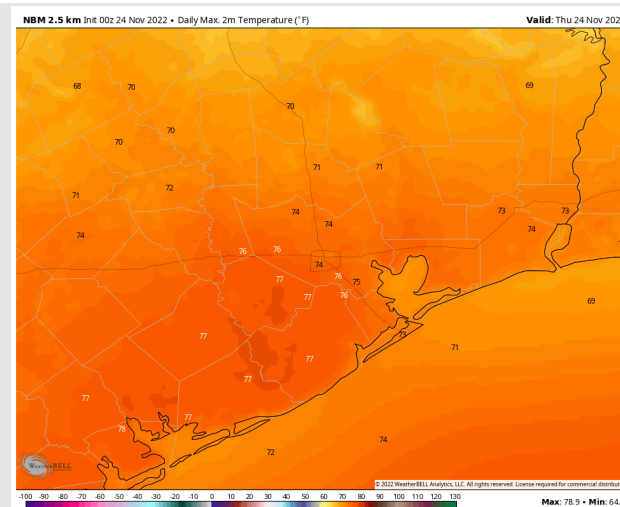 NBM 2.5 km Init 00z 24 Nov 2022 • Daily Max. 2m Temperature (°F) Valid: Thu 24 Nov 202
68 70 69
70
70
70
71 71
72
71
74 73 73
74 74
74
76 76
74
77 76 75
77 76
69
73
77
71
77
77
77
77
78
74
72
WEATHERBELL
© 2022 WeatherBELL Analytics, LLC. All rights reserved. License required for commercial distribut
-100 -90 -80 -70 -60 -50 -40 -30 -20 -10 0 10 20 30 40 50 60 70 80 90 100 110 120 130
Max: 78.9 • Min: 64.